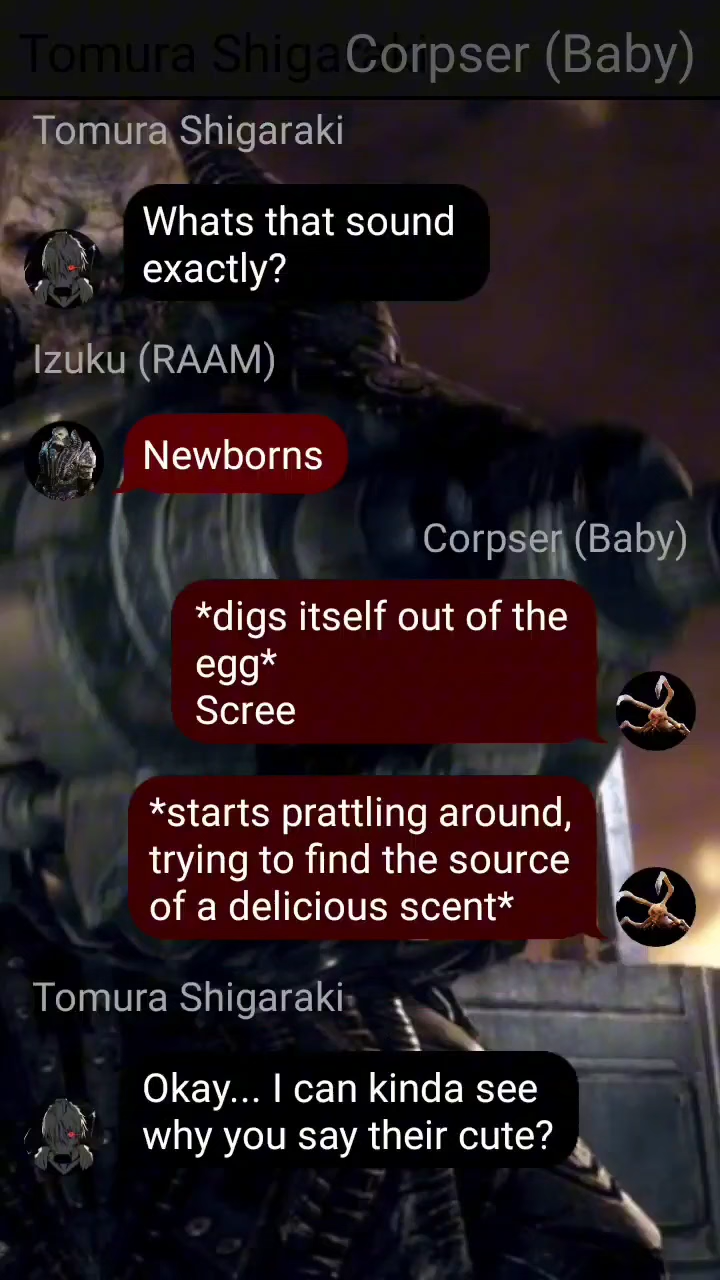 Tomura Shigaraki
Corpser (Baby)
Tomura Shigaraki
Whats that sound
exactly?
Izuku (RAAM)
Newborns
Corpser (Baby)
*digs itself out of the
egg*
Scree
*starts prattling around,
trying to find the source
of a delicious scent*
Tomura Shigaraki
Okay... I can kinda see
why you say their cute?